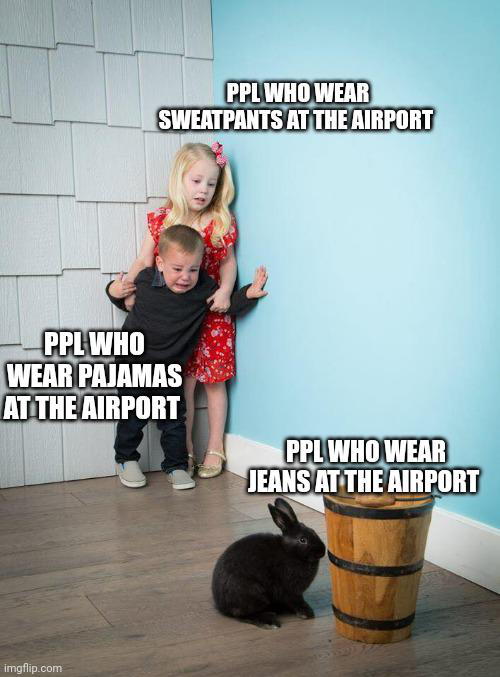 PPL WHO WEAR
SWEATPANTS AT THE AIRPORT
PPL WHO
WEAR PAJAMAS
AT THE AIRPORT
PPL WHO WEAR
JEANS AT THE AIRPORT
imgflip.com